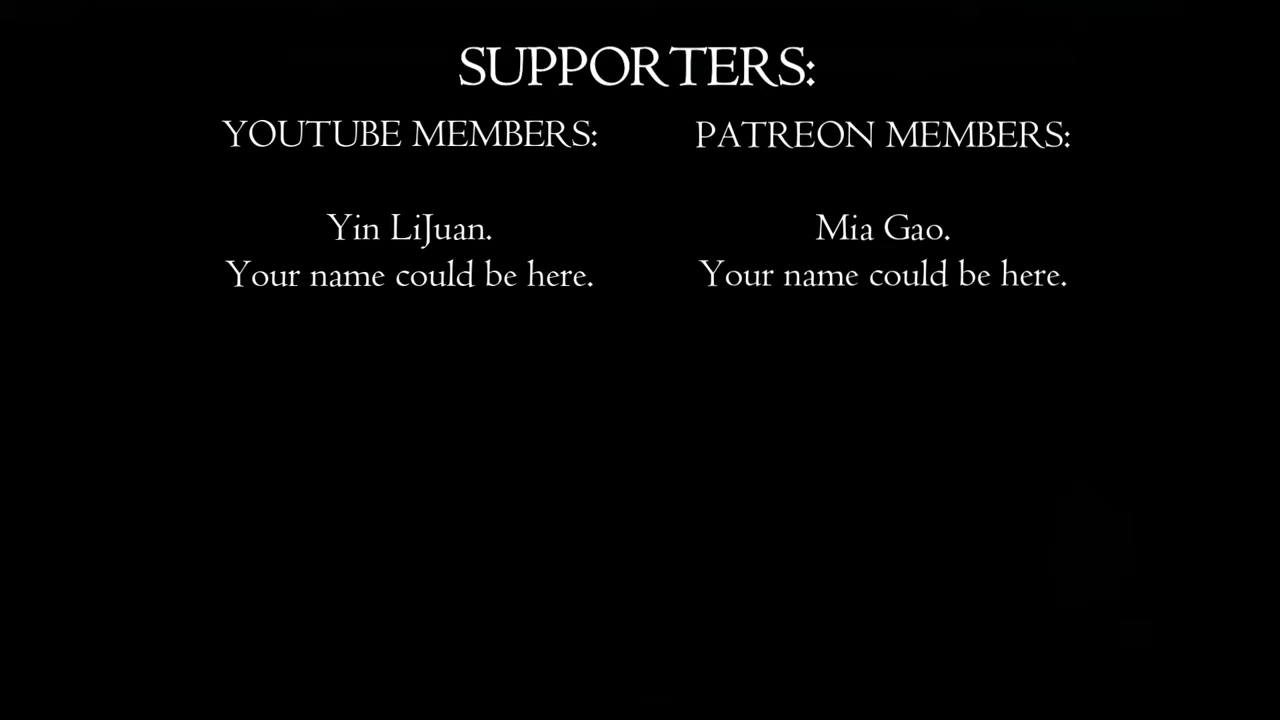 SUPPORTERS:
YOUTUBE MEMBERS:
Yin LiJuan.
Your name could be here.
PATREON MEMBERS:
Mia Gao.
Your name could be here.